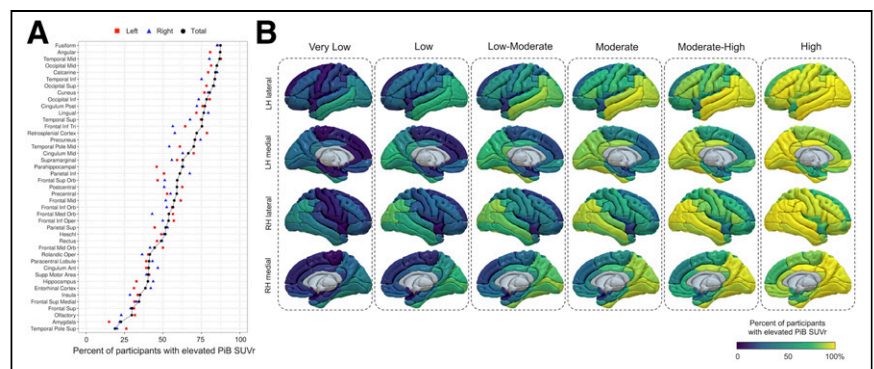 A
Left Right Total
Fusiform
Angular
Temporal Mid
Occipital Mid
Calcarine
Temporal Inf
Occipital Sup
Cuneus
Occipital Inf
Cingulum Post
Lingual
Temporal Sup
Frontal Inf Tri
Retrosplenial Cortex
Precuneus
Temporal Pole Mid
Cingulum Mid
Supramarginal
Parahippocampal
Parietal Inf
Frontal Sup Orb
Postcentral
Precentral
Frontal Mid
Frontal Inf Orb
Frontal Med Orb
Frontal Inf Oper
Parietal Sup
Heschl
Rectus
Frontal Mid Orb
Rolandic Oper
Paracentral Lobule
Cingulum Ant
Supp Motor Area
Hippocampus
Entorhinal Cortex
Insula
Frontal Sup Medial
Frontal Sup
Olfactory
Amygdala
Temporal Pole Sup
0 25 50 75 100
Percent of participants with elevated PiB SUVr
B
Very Low Low Low-Moderate Moderate Moderate-High High
LH lateral
LH medial
RH lateral
RH medial
Percent of participants
with elevated PiB SUVr
0 50 100%